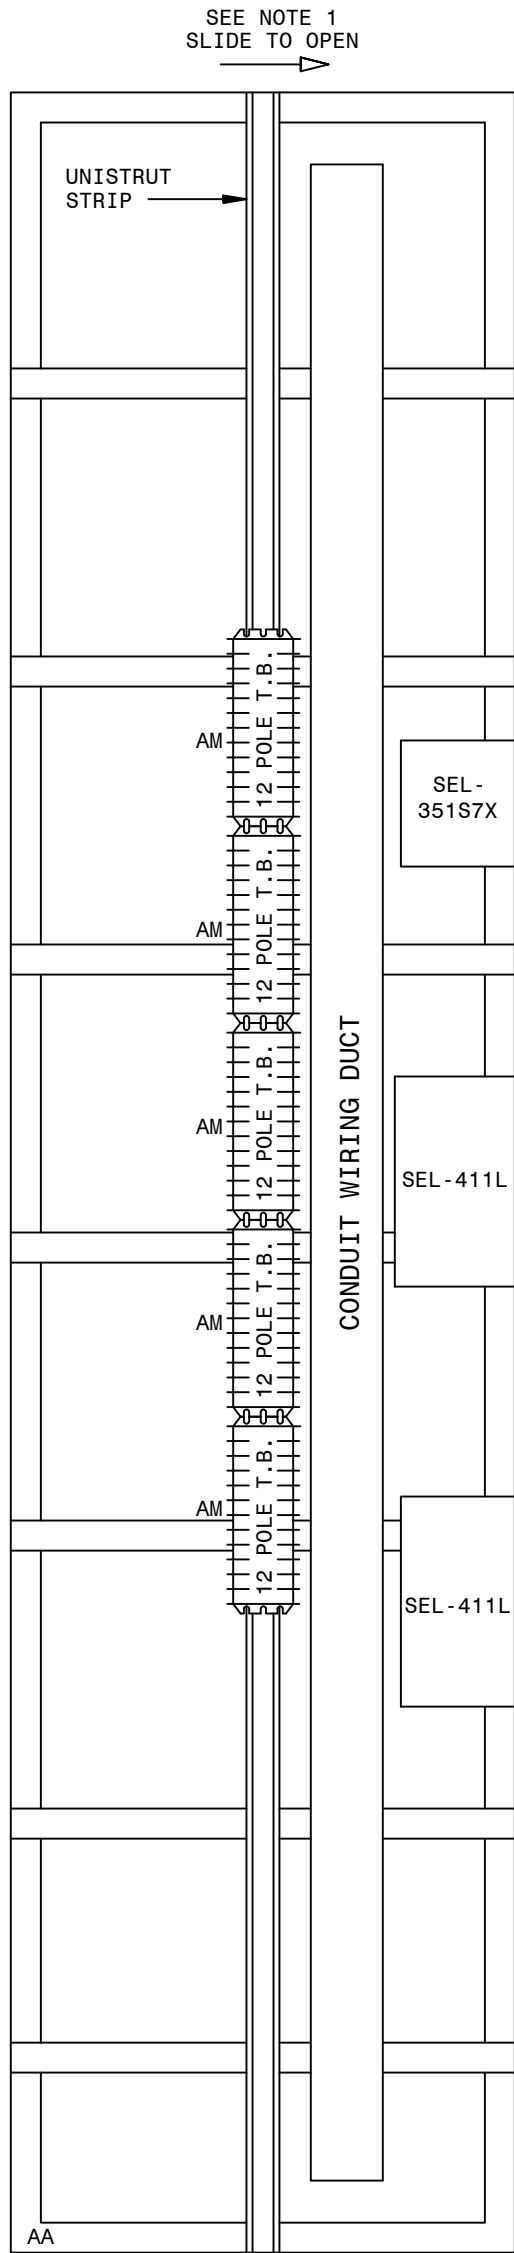 SEE NOTE 1
SLIDE TO OPEN
UNISTRUT
STRIP
12 POLE T.B.
AM
SEL-
351S7X
12 POLE T.B.
AM
12 POLE T.B.
AM
CONDUIT WIRING DUCT
SEL-411L
12 POLE T.B.
AM
12 POLE T.B.
AM
SEL-411L
AA